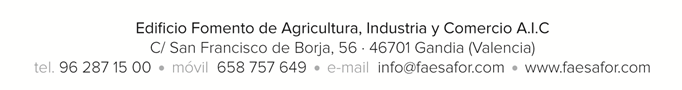 Edificio Fomento de Agricultura, Industria y Comercio A.I.C
C/ San Francisco de Borja, 56 · 46701 Gandia (Valencia)
tel. 96 287 15 00 • móvil 658 757 649 • e-mail info@faesafor.com • www.faesafor.com